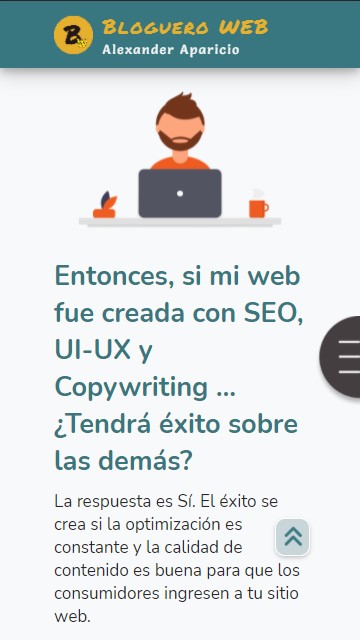 B
Bloguero WEB
Alexander Aparicio
Entonces, si mi web
fue creada con SEO,
UI-UX y
Copywriting ...
¿Tendrá éxito sobre
las demás?
La respuesta es Sí. El éxito se
crea si la optimización es
constante y la calidad de
contenido es buena para que los
consumidores ingresen a tu sitio
web.